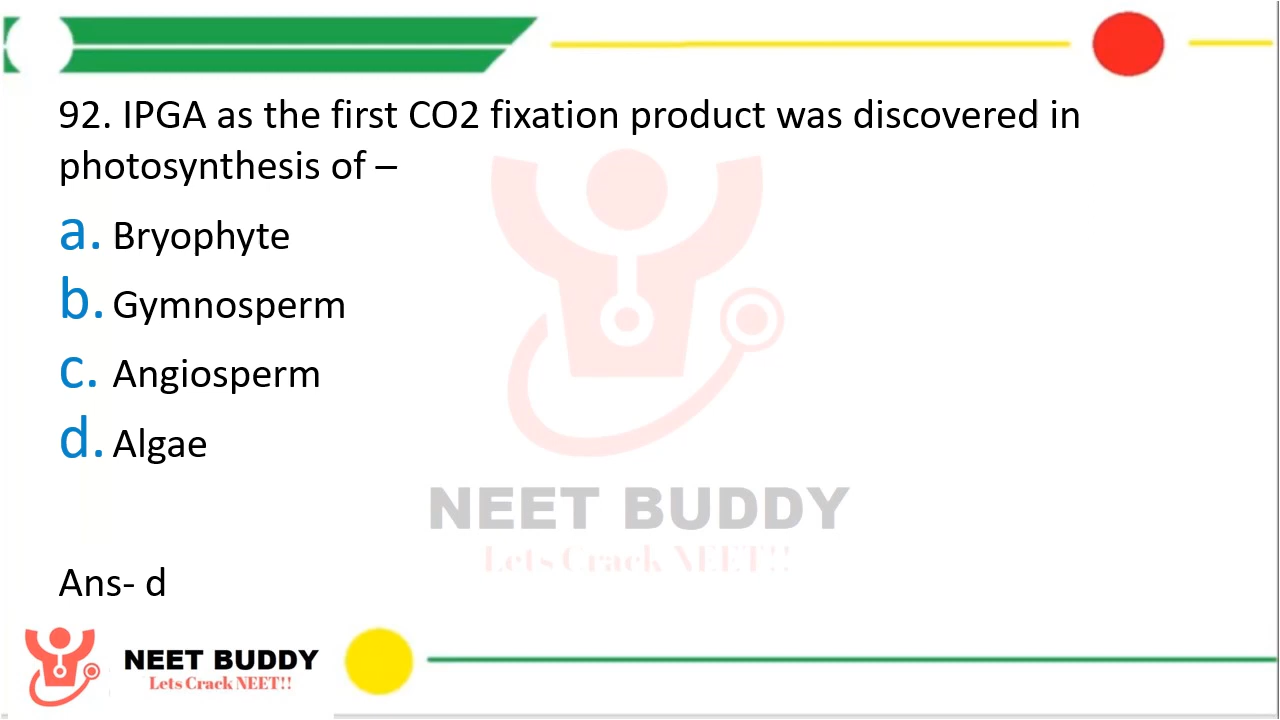 92. IPGA as the first CO2 fixation product was discovered in
photosynthesis of –
a. Bryophyte
b. Gymnosperm
c. Angiosperm
d. Algae
NEET BUDDY
Lets Crack NEET!!
Ans- d
NEET BUDDY
Lets Crack NEET!!